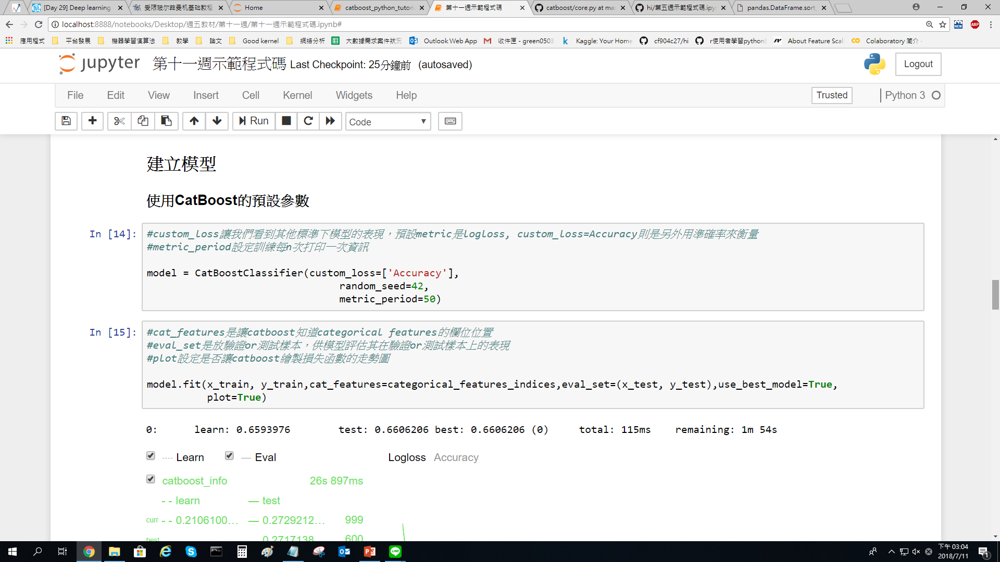 [Day 29] Deep learning
受限玻尔兹曼机基础教程
Home
catboost_python_tutori
第十一週示範程式碼
catboost/core.py at mas
hi/第五週示範程式碼.ipy
pandas.DataFrame.sort_
localhost:8888/notebooks/Desktop/週五教材/第十一週/第十一週示範程式碼.ipynb#
NEW
ABP
應用程式
平台發展
機器學習演算法
教學
論文
Good kernel
網絡分析
大數據需求案件狀況
Outlook Web App
收件匣 - green0503
Kaggle: Your Home
cf904c27/hi
r使用者學習python
About Feature Scali
Colaboratory 简介 -
jupyter
第十一週示範程式碼 Last Checkpoint: 25分鐘前 (autosaved)
Logout
File Edit View Insert Cell Kernel Widgets Help
Trusted
Python 3
Run
Code
建立模型
使用CatBoost的預設參數
In [14]:
#custom_loss讓我們看到其他標準下模型的表現，預設metric是logloss, custom_loss=Accuracy則是另外用準確率來衡量
#metric_period設定訓練每n次打印一次資訊
model = CatBoostClassifier(custom_loss=['Accuracy'],
random_seed=42,
metric_period=50)
In [15]:
#cat_features是讓catboost知道categorical features的欄位位置
#eval_set是放驗證or測試樣本，供模型評估其在驗證or測試樣本上的表現
#plot設定是否讓catboost繪製損失函數的走勢圖
model.fit(x_train, y_train,cat_features=categorical_features_indices,eval_set=(x_test, y_test),use_best_model=True,
plot=True)
0: learn: 0.6593976 test: 0.6606206 best: 0.6606206 (0) total: 115ms remaining: 1m 54s
Learn Eval Logloss Accuracy
catboost_info 26s 897ms
learn test
curr 0.2106100... 0.2729212... 999
best 0.2717138 600
下午 03:04
2018/7/11
1